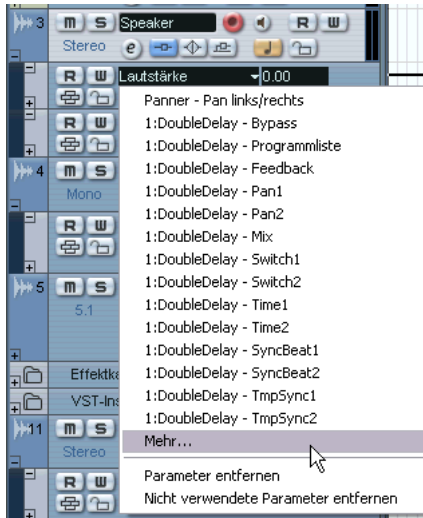 3 M S Speaker R W
Stereo e
R W Lautstärke 0.00
Panner - Pan links/rechts
R W 1:DoubleDelay - Bypass
1:DoubleDelay - Programmliste
4 M S 1:DoubleDelay - Feedback
Mono 1:DoubleDelay - Pan1
1:DoubleDelay - Pan2
R W 1:DoubleDelay - Mix
1:DoubleDelay - Switch1
5 M S 1:DoubleDelay - Switch2
5.1 1:DoubleDelay - Time1
1:DoubleDelay - Time2
1:DoubleDelay - SyncBeat1
Effektk 1:DoubleDelay - SyncBeat2
VST-Ins 1:DoubleDelay - TmpSync1
11 M S 1:DoubleDelay - TmpSync2
Stereo Mehr...
R W Parameter entfernen
Nicht verwendete Parameter entfernen